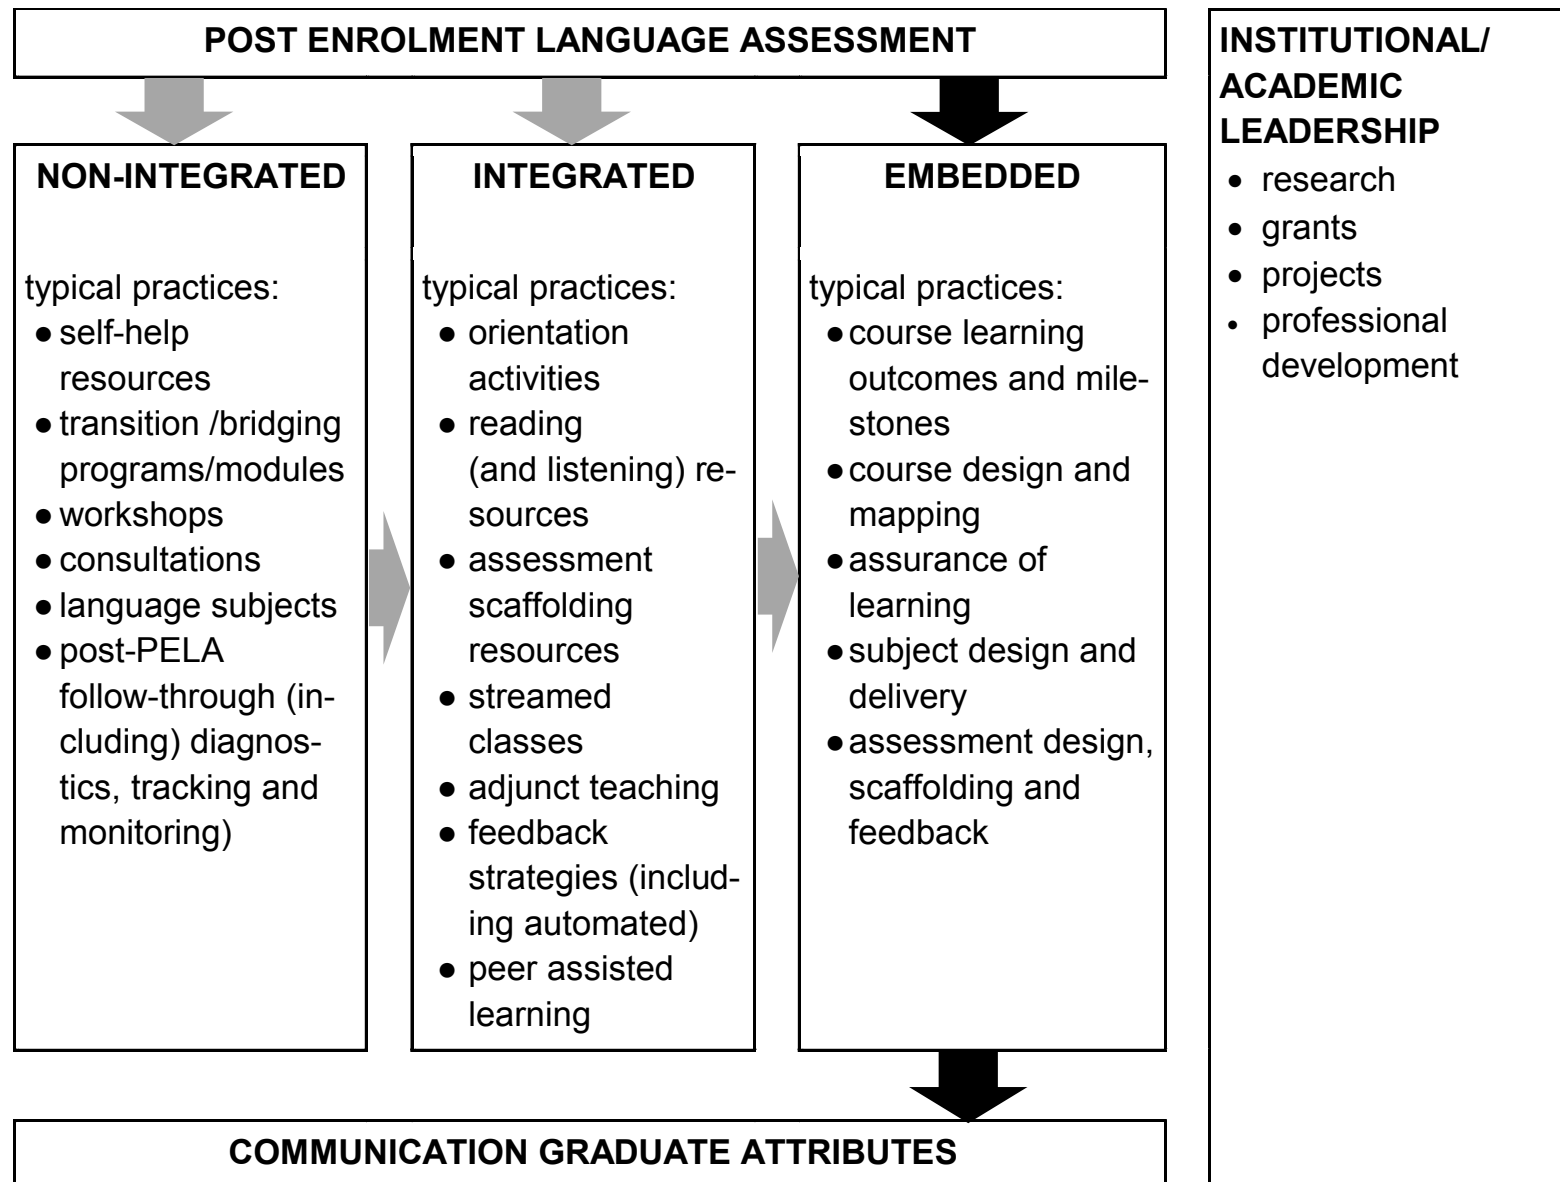 POST ENROLMENT LANGUAGE ASSESSMENT
NON-INTEGRATED
typical practices:
● self-help
resources
● transition /bridging
programs/modules
● workshops
● consultations
● language subjects
● post-PELA
follow-through (in-
cluding) diagnos-
tics, tracking and
monitoring)
INTEGRATED
typical practices:
● orientation
activities
● reading
(and listening) re-
sources
● assessment
scaffolding
resources
● streamed
classes
● adjunct teaching
● feedback
strategies (includ-
ing automated)
● peer assisted
learning
EMBEDDED
typical practices:
● course learning
outcomes and mile-
stones
● course design and
mapping
● assurance of
learning
● subject design and
delivery
● assessment design,
scaffolding and
feedback
COMMUNICATION GRADUATE ATTRIBUTES
INSTITUTIONAL/
ACADEMIC
LEADERSHIP
• research
• grants
• projects
• professional
development